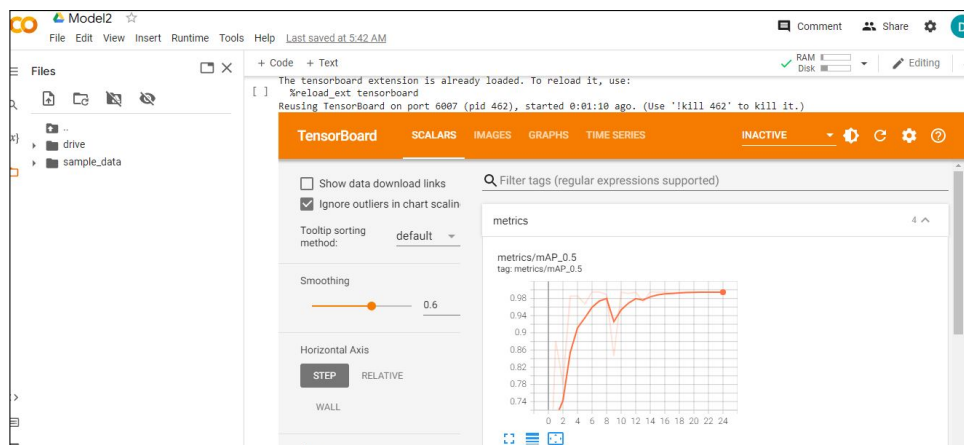 CO Model2
File Edit View Insert Runtime Tools Help Last saved at 5:42 AM
Comment Share D
Files
+ Code + Text
RAM
Disk
Editing
..
drive
sample_data
The tensorboard extension is already loaded. To reload it, use:
%reload_ext tensorboard
[ ] Reusing TensorBoard on port 6007 (pid 462), started 0:01:10 ago. (Use '!kill 462' to kill it.)
TensorBoard SCALARS IMAGES GRAPHS TIME SERIES INACTIVE
Show data download links
Ignore outliers in chart scalin
Tooltip sorting
method: default
Smoothing
0.6
Horizontal Axis
STEP RELATIVE
WALL
Filter tags (regular expressions supported)
metrics 4
metrics/mAP_0.5
tag: metrics/mAP_0.5
0.98
0.94
0.9
0.86
0.82
0.78
0.74
0 2 4 6 8 10 12 14 16 18 20 22 24